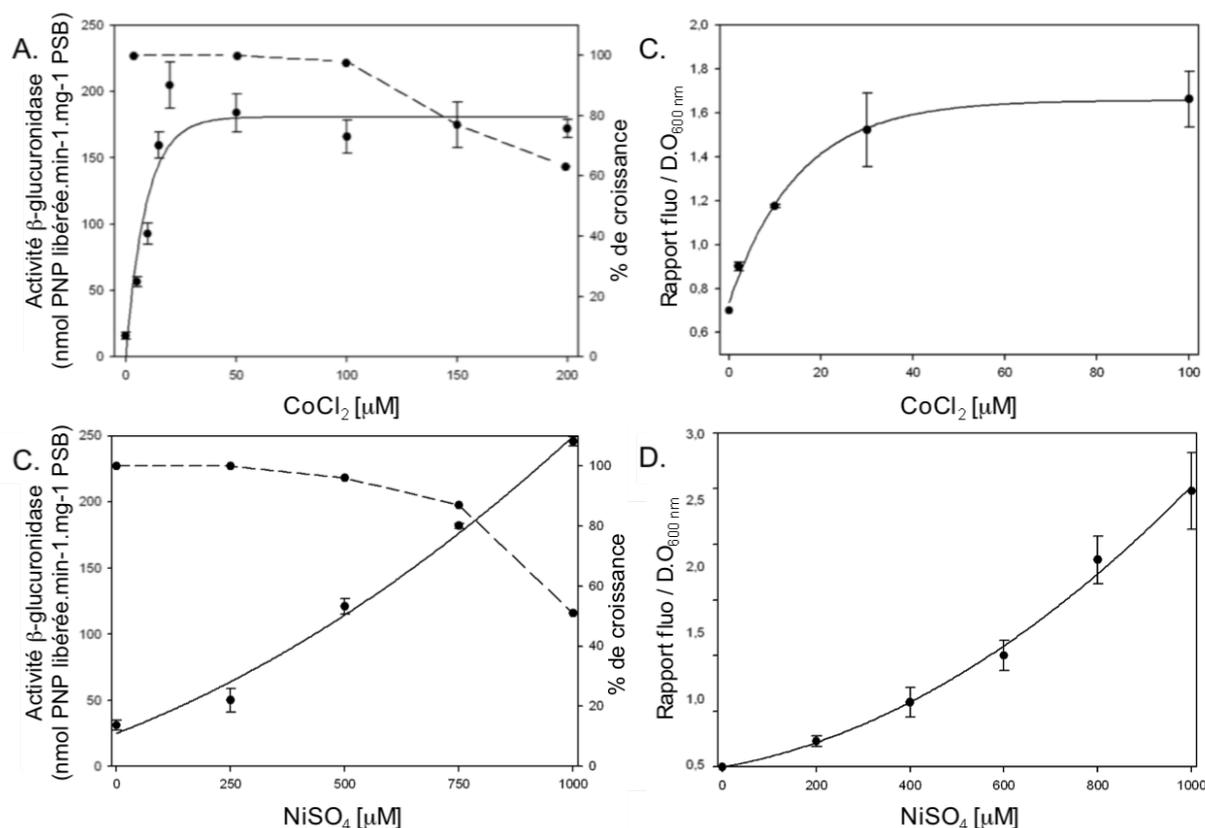 A.
Activité β-glucuronidase
(nmol PNP libérée.min-1.mg-1 PSB)
250
200
150
100
50
0
100
80
60
40
20
0
% de croissance
0 50 100 150 200
CoCl2 [µM]
C.
Rapport fluo / D.O600 nm
2,0
1,8
1,6
1,4
1,2
1,0
0,8
0,6
0 20 40 60 80 100
CoCl2 [µM]
C.
Activité β-glucuronidase
(nmol PNP libérée.min-1.mg-1 PSB)
250
200
150
100
50
0
100
80
60
40
20
0
% de croissance
0 250 500 750 1000
NiSO4 [µM]
D.
Rapport fluo / D.O600 nm
3,0
2,5
2,0
1,5
1,0
0,5
0 200 400 600 800 1000
NiSO4 [µM]